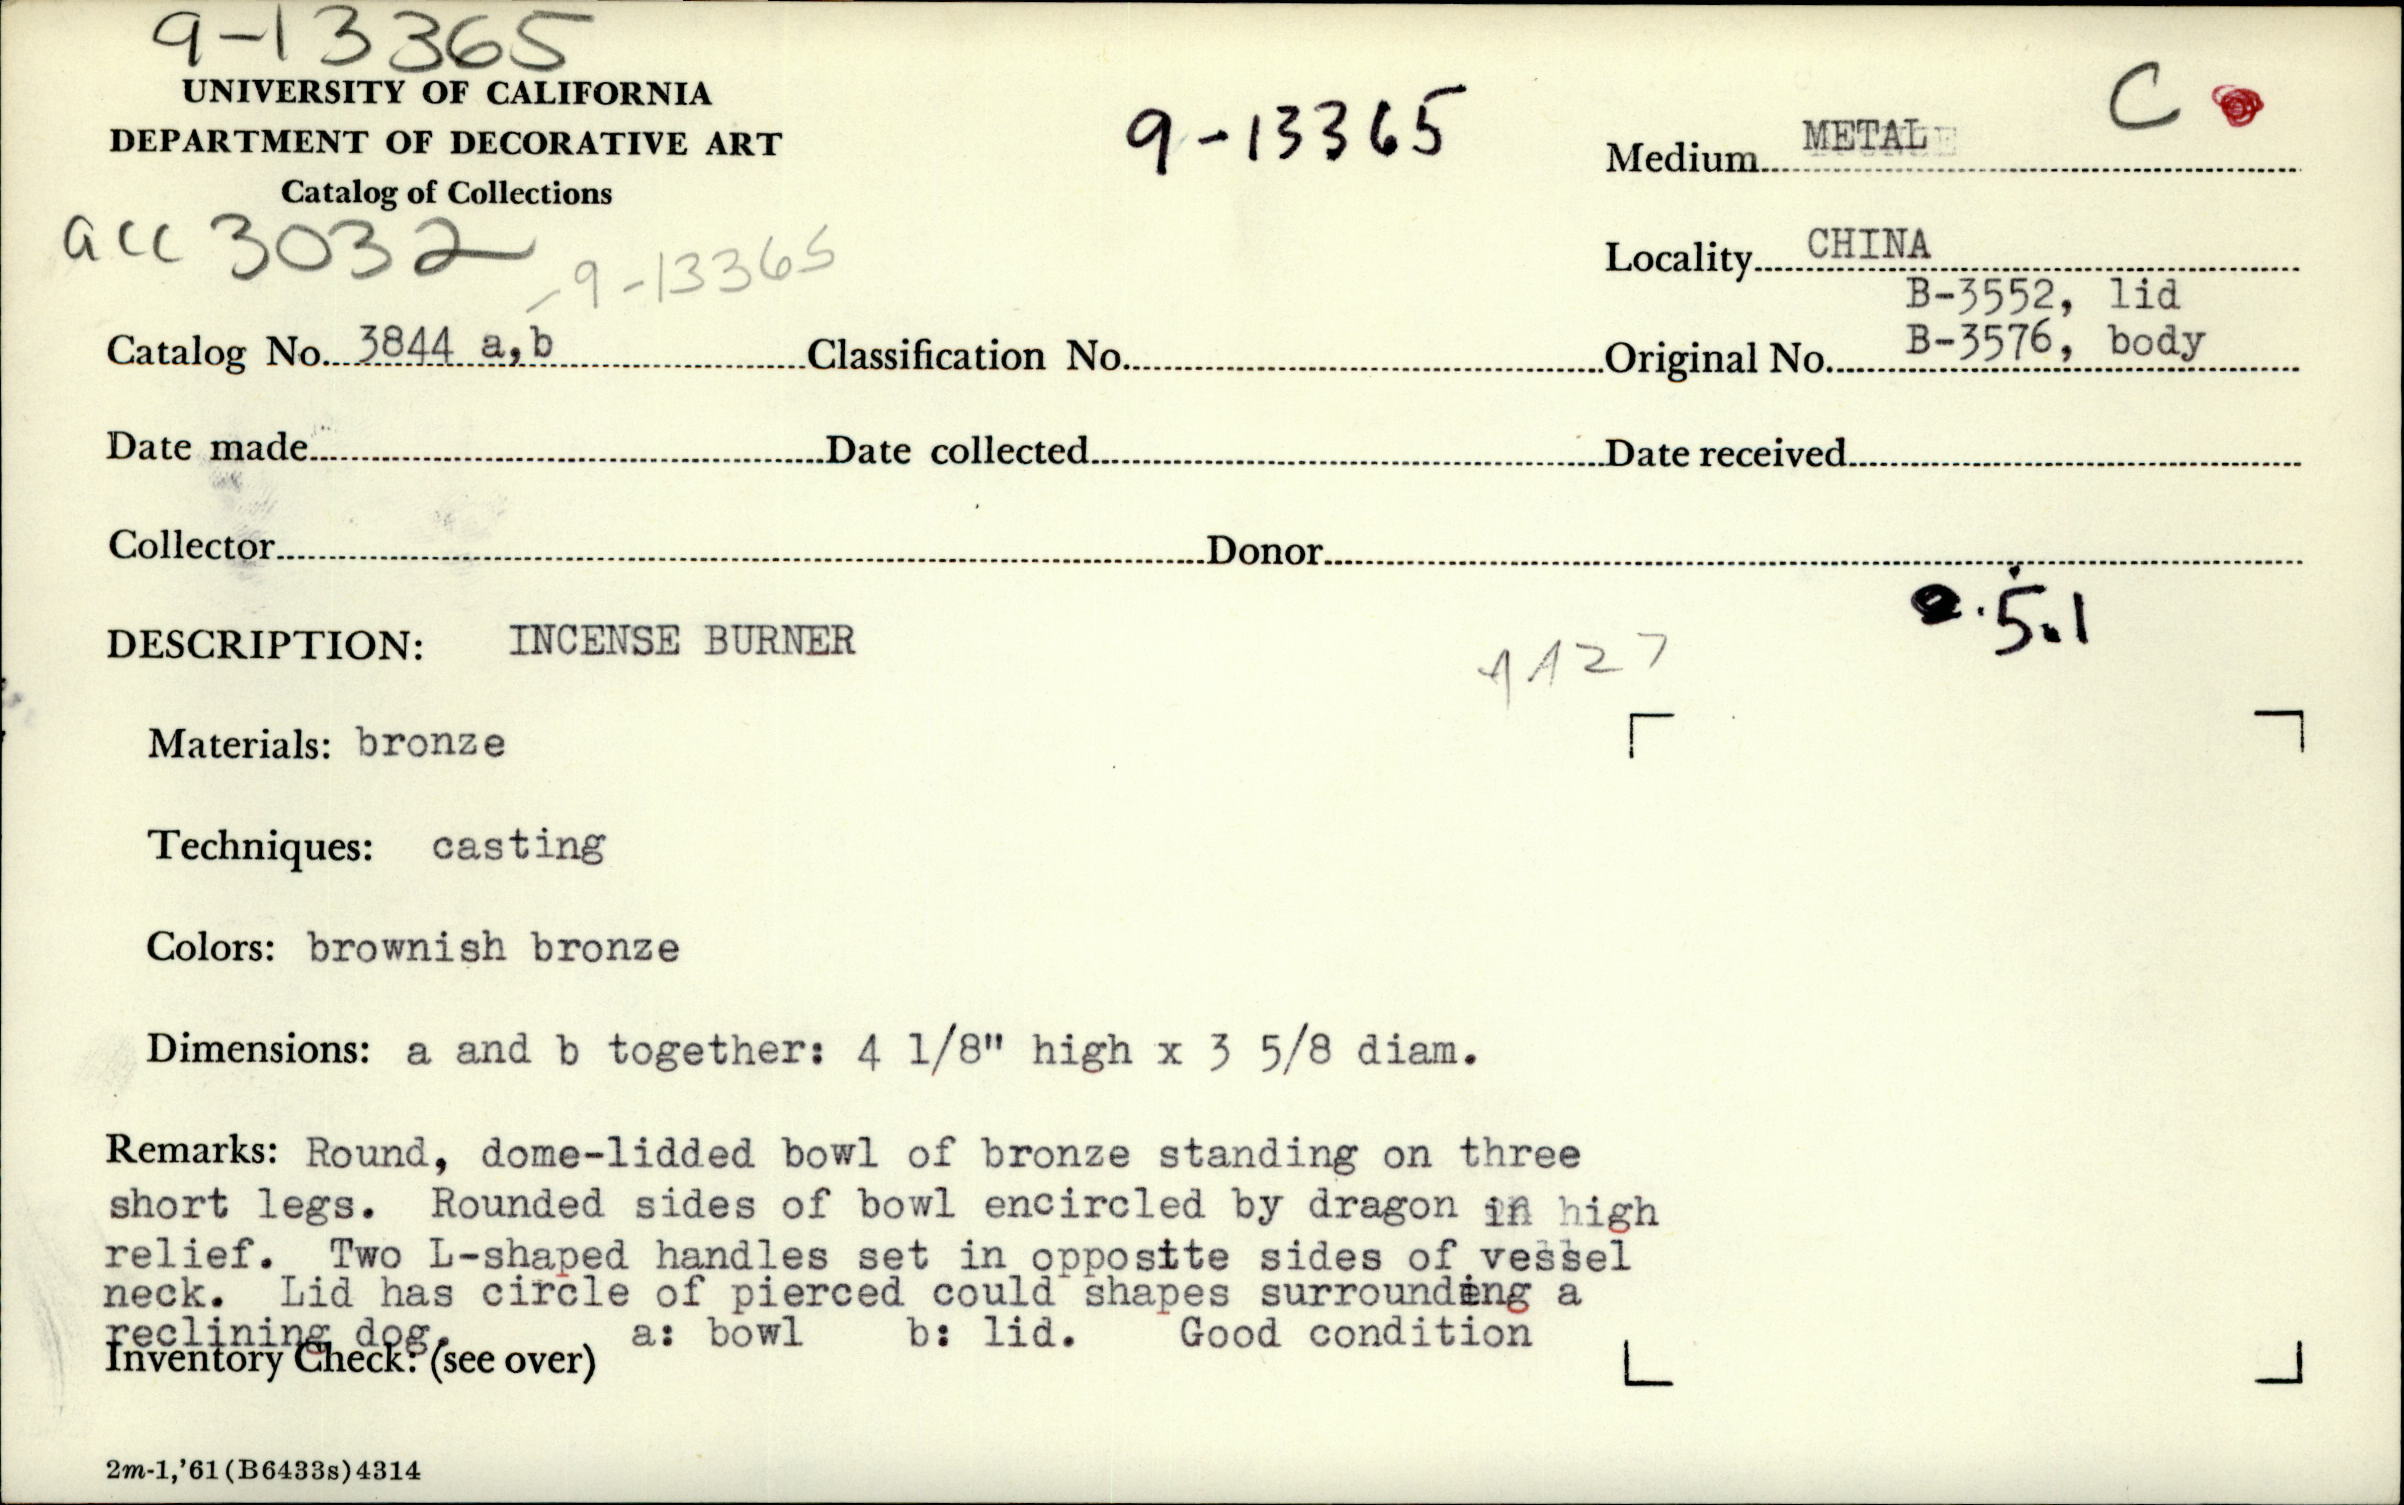 9-13365
UNIVERSITY OF CALIFORNIA
DEPARTMENT OF DECORATIVE ART
Catalog of Collections
acc 3032
-9-13365
9-13365
C
Medium METAL
Locality CHINA
B-3552, lid
Catalog No. 3844 a,b Classification No. Original No. B-3576, body
Date made Date collected Date received
Collector Donor
5.1
DESCRIPTION: INCENSE BURNER
Materials: bronze
Techniques: casting
Colors: brownish bronze
Dimensions: a and b together: 4 1/8" high x 3 5/8 diam.
Remarks: Round, dome-lidded bowl of bronze standing on three
short legs. Rounded sides of bowl encircled by dragon in high
relief. Two L-shaped handles set in opposite sides of vessel
neck. Lid has circle of pierced could shapes surrounding a
reclining dog. a: bowl b: lid. Good condition
Inventory Check: (see over)
2m-1,'61(B6433s)4314